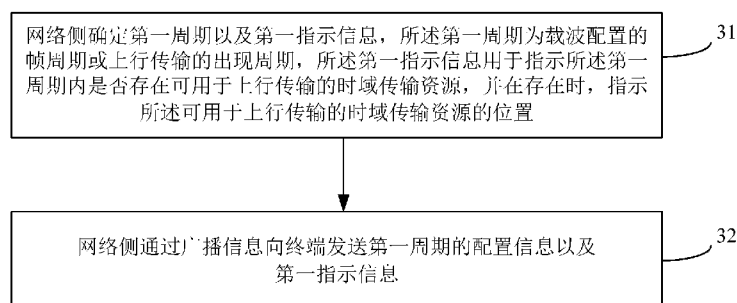 网络侧确定第一周期以及第一指示信息，所述第一周期为载波配置的
帧周期或上行传输的出现周期，所述第一指示信息用于指示所述第一
周期内是否存在可用于上行传输的时域传输资源，并在存在时，指示
所述可用于上行传输的时域传输资源的位置
31
网络侧通过广播信息向终端发送第一周期的配置信息以及
第一指示信息
32